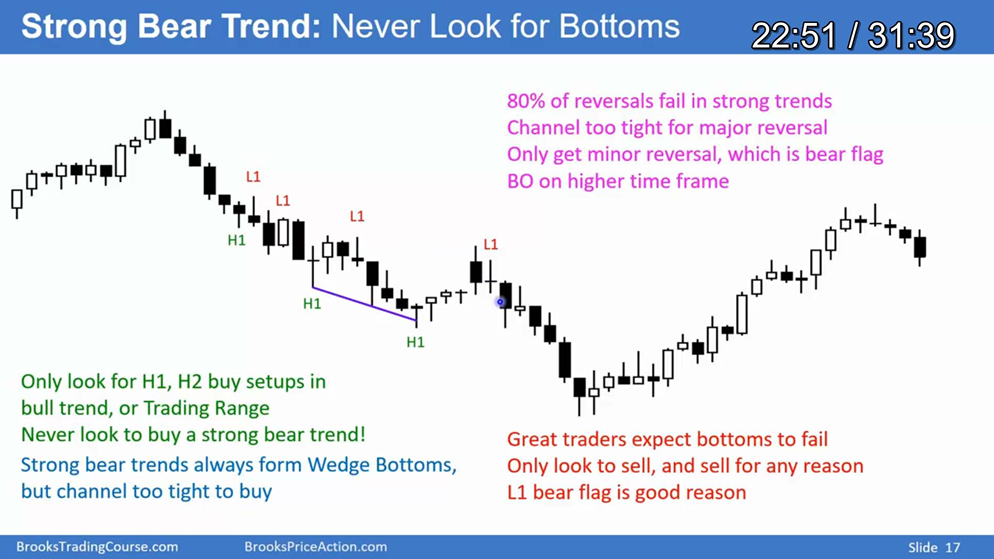 Strong Bear Trend: Never Look for Bottoms
22:51 / 31:39
80% of reversals fail in strong trends
Channel too tight for major reversal
Only get minor reversal, which is bear flag
BO on higher time frame
L1
L1
L1
L1
H1
H1
H1
Only look for H1, H2 buy setups in
bull trend, or Trading Range
Never look to buy a strong bear trend!
Strong bear trends always form Wedge Bottoms,
but channel too tight to buy
Great traders expect bottoms to fail
Only look to sell, and sell for any reason
L1 bear flag is good reason
BrooksTradingCourse.com
BrooksPriceAction.com
Slide 17